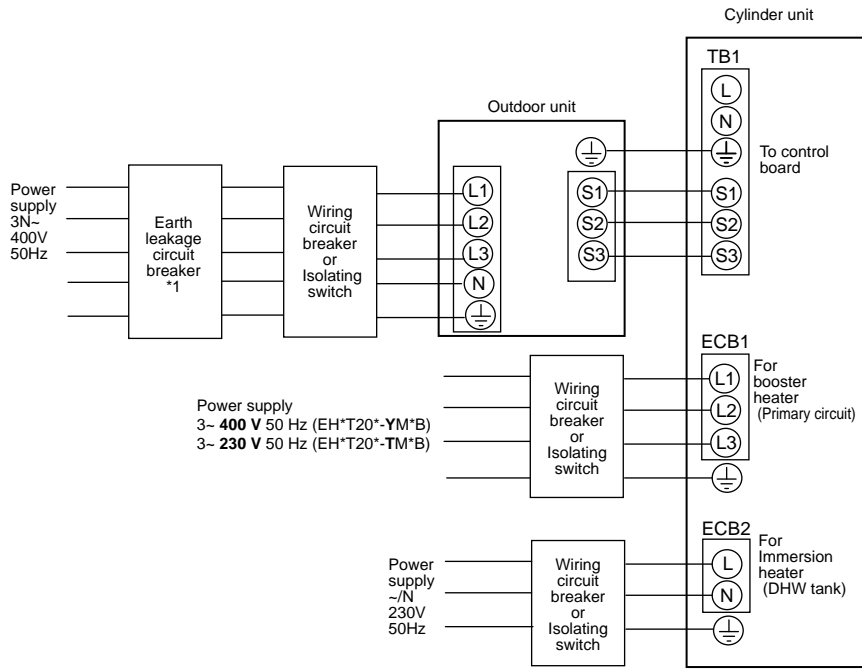 Cylinder unit
TB1
L
N
To control
board
S1
S2
S3
Outdoor unit
L1
L2
L3
N
S1
S2
S3
Power
supply
3N~
400V
50Hz
Earth
leakage
circuit
breaker
*1
Wiring
circuit
breaker
or
Isolating
switch
ECB1
L1
L2
L3
For
booster
heater
(Primary circuit)
Wiring
circuit
breaker
or
Isolating
switch
Power supply
3~ 400 V 50 Hz (EH*T20*-YM*B)
3~ 230 V 50 Hz (EH*T20*-TM*B)
ECB2
L
N
For
Immersion
heater
(DHW tank)
Wiring
circuit
breaker
or
Isolating
switch
Power
supply
~/N
230V
50Hz